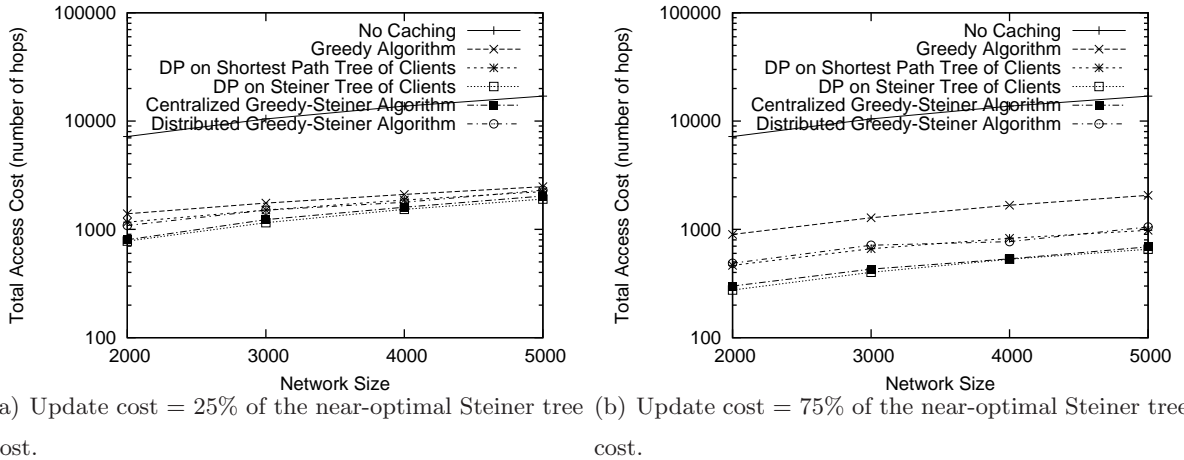 100000
10000
1000
100
2000
3000
4000
5000
Total Access Cost (number of hops)
Network Size
No Caching
Greedy Algorithm
DP on Shortest Path Tree of Clients
DP on Steiner Tree of Clients
Centralized Greedy-Steiner Algorithm
Distributed Greedy-Steiner Algorithm
a) Update cost = 25% of the near-optimal Steiner tree
ost.
100000
10000
1000
100
2000
3000
4000
5000
Total Access Cost (number of hops)
Network Size
No Caching
Greedy Algorithm
DP on Shortest Path Tree of Clients
DP on Steiner Tree of Clients
Centralized Greedy-Steiner Algorithm
Distributed Greedy-Steiner Algorithm
(b) Update cost = 75% of the near-optimal Steiner tree
cost.